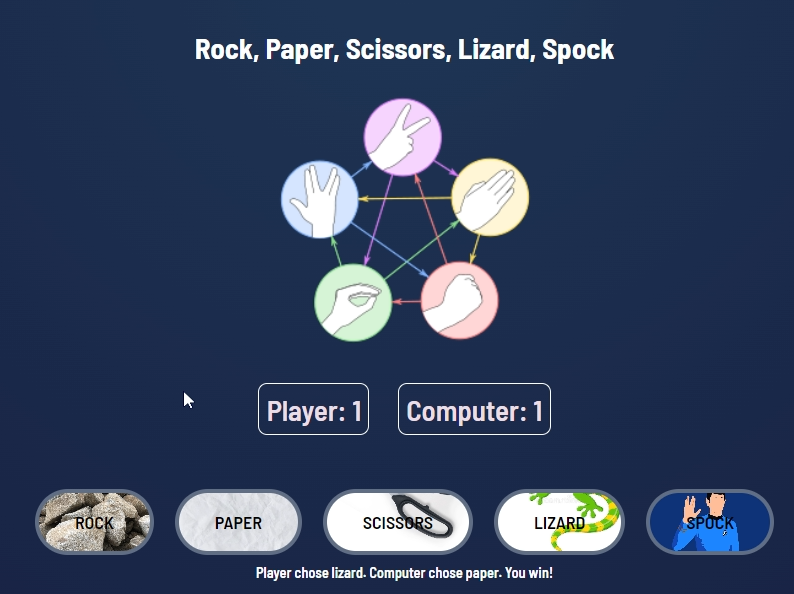 Rock, Paper, Scissors, Lizard, Spock
Player: 1 Computer: 1
ROCK PAPER SCISSORS LIZARD SPOCK
Player chose lizard. Computer chose paper. You win!